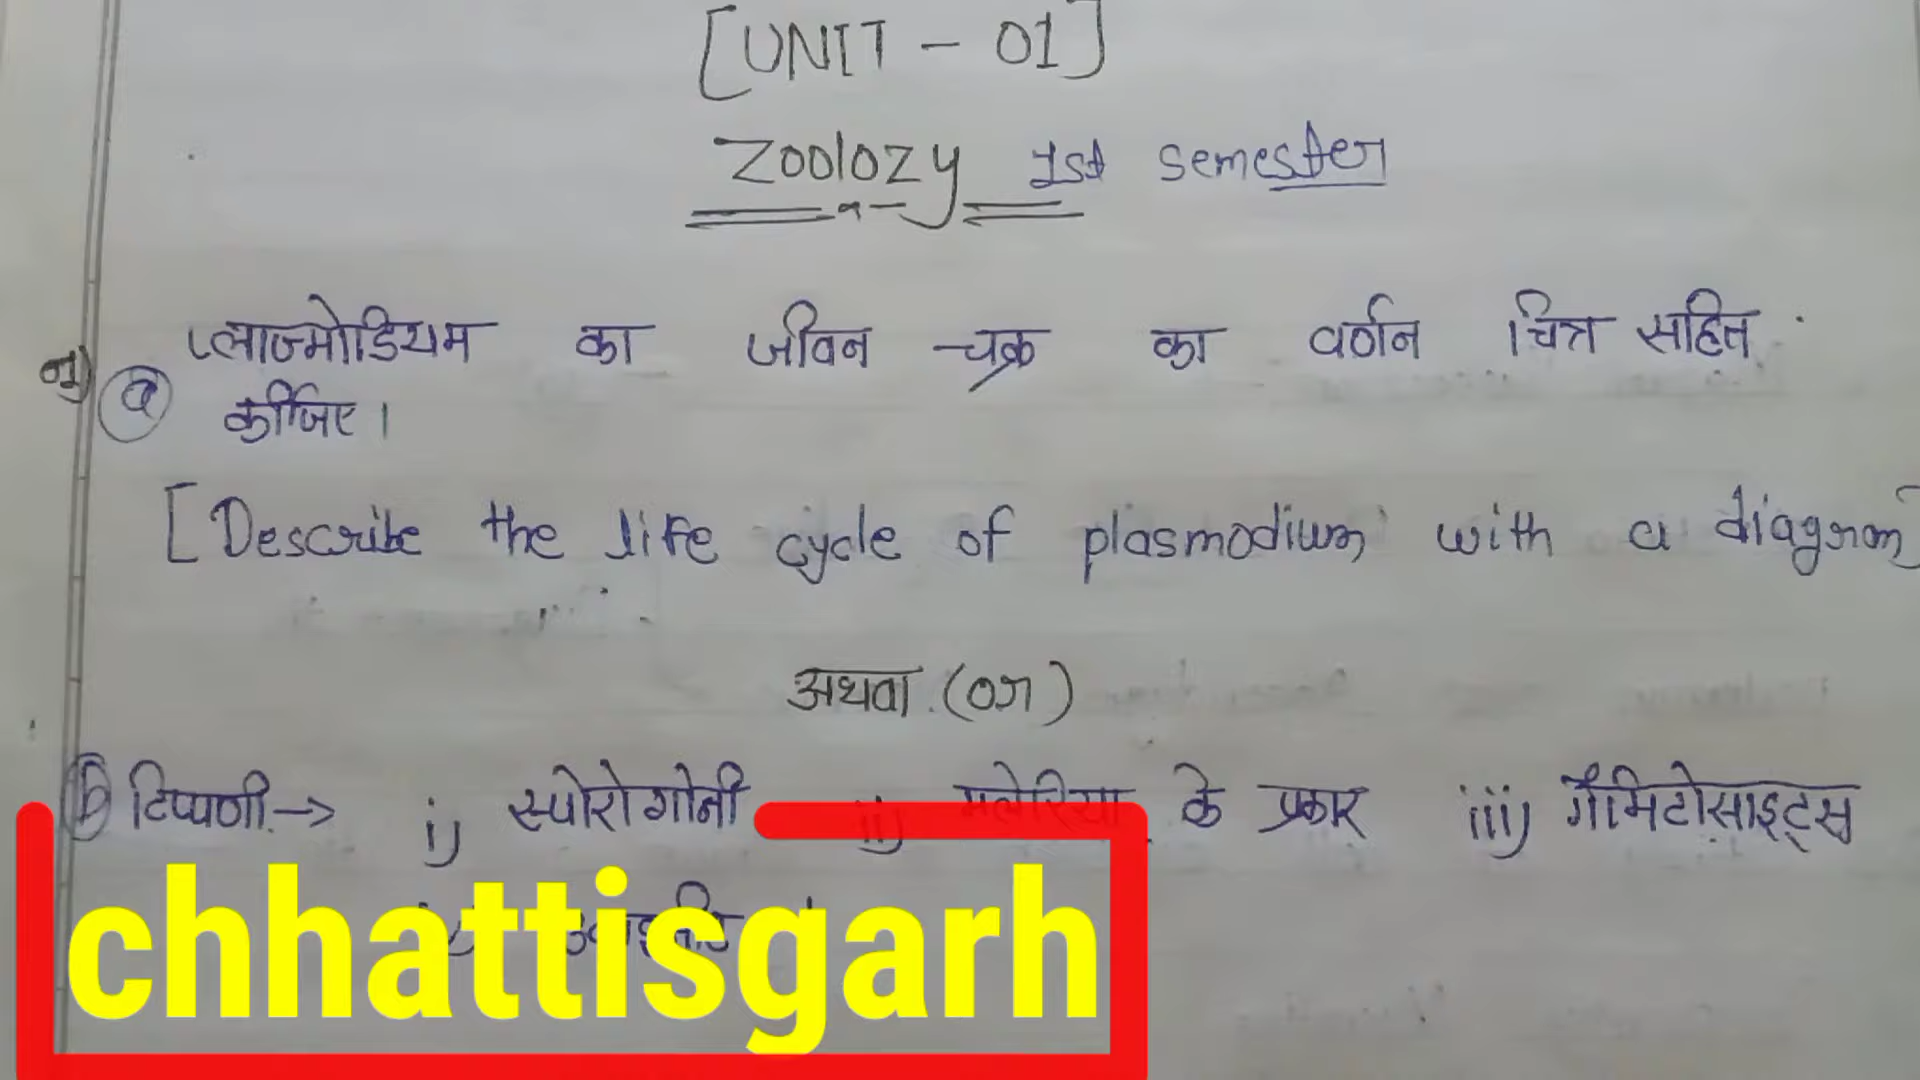 [UNIT - 01]
Zoolozy 1st semester
प्लाज्मोडियम का जीवन चक्र का वर्णन चित्र सहित
न) (a) कीजिए।
[Describe the life cycle of plasmodium with a diagram]
अथवा (or)
(b) टिप्पणी → i) स्पोरोगोनी ii) मलेरिया के प्रकार iii) गैमिटोसाइट्स
chhattisgarh